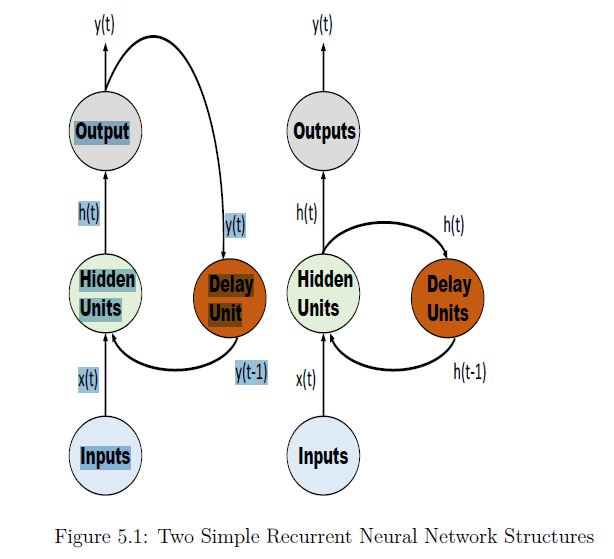 y(t)
y(t)
Output
Outputs
h(t)
y(t)
h(t)
h(t)
Hidden
Units
Delay
Unit
Hidden
Units
Delay
Units
x(t)
y(t-1)
x(t)
h(t-1)
Inputs
Inputs
Figure 5.1: Two Simple Recurrent Neural Network Structures